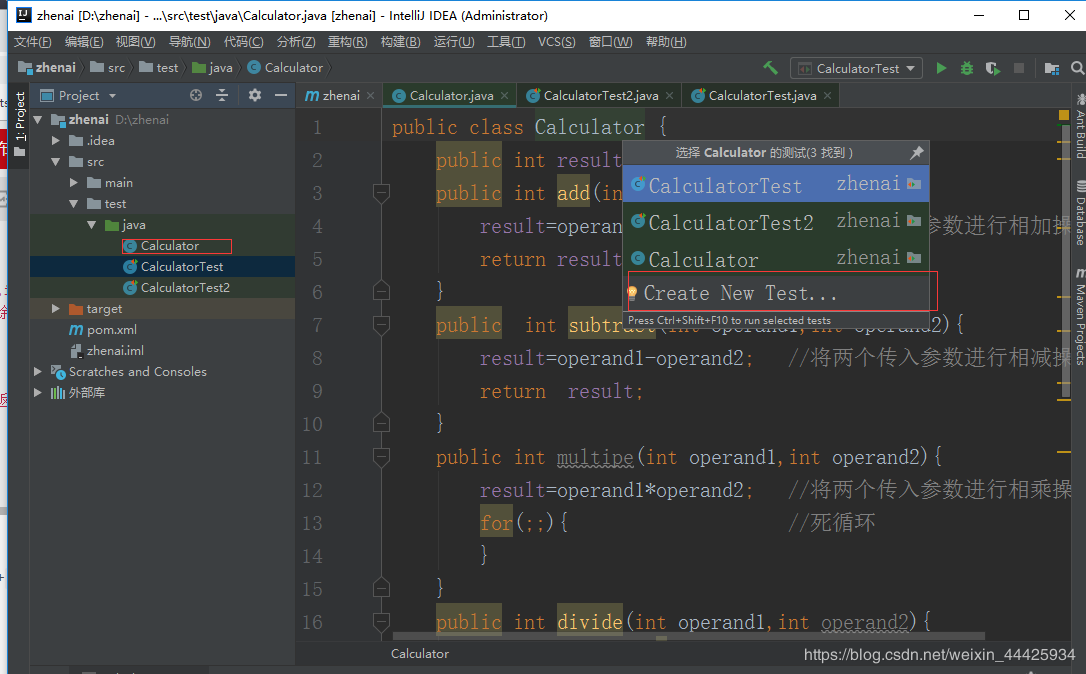 zhenai [D:\zhenai] - ...\src\test\java\Calculator.java [zhenai] - IntelliJ IDEA (Administrator)
文件(F) 编辑(E) 视图(V) 导航(N) 代码(C) 分析(Z) 重构(R) 构建(B) 运行(U) 工具(T) VCS(S) 窗口(W) 帮助(H)
zhenai src test java Calculator CalculatorTest
1: Project
Project
zhenai Calculator.java CalculatorTest2.java CalculatorTest.java
zhenai D:\zhenai
.idea
src
main
test
java
Calculator
CalculatorTest
CalculatorTest2
target
pom.xml
zhenai.iml
Scratches and Consoles
外部库
1 public class Calculator {
2 public int result
3 public int add(in
4 result=operan 参数进行相加操
5 return result
6 }
7 public int subtract(int operand1,int operand2){
8 result=operand1-operand2; //将两个传入参数进行相减操
9 return result;
10 }
11 public int multipe(int operand1,int operand2){
12 result=operand1*operand2; //将两个传入参数进行相乘操
13 for(;;){ //死循环
14 }
15 }
16 public int divide(int operand1,int operand2){
选择 Calculator 的测试(3 找到 )
CalculatorTest zhenai
CalculatorTest2 zhenai
Calculator zhenai
Create New Test...
Press Ctrl+Shift+F10 to run selected tests
Calculator
Ant Build
Database
Maven Projects
https://blog.csdn.net/weixin_44425934